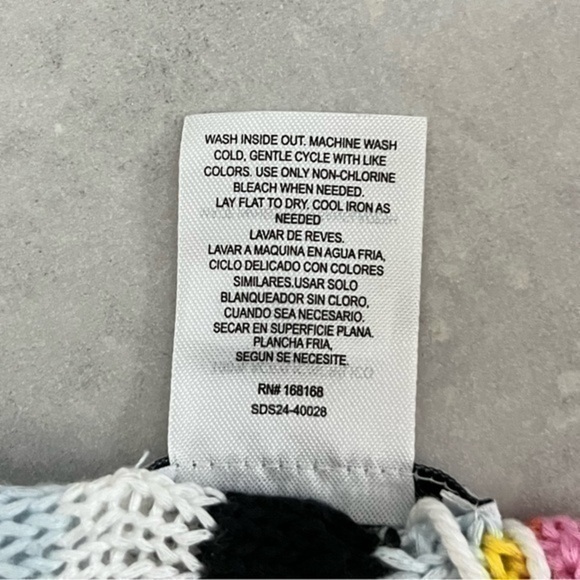 WASH INSIDE OUT. MACHINE WASH
COLD, GENTLE CYCLE WITH LIKE
COLORS. USE ONLY NON-CHLORINE
BLEACH WHEN NEEDED.
LAY FLAT TO DRY. COOL IRON AS
NEEDED
LAVAR DE REVES.
LAVAR A MAQUINA EN AGUA FRIA,
CICLO DELICADO CON COLORES
SIMILARES.USAR SOLO
BLANQUEADOR SIN CLORO,
CUANDO SEA NECESARIO.
SECAR EN SUPERFICIE PLANA.
PLANCHA FRIA,
SEGUN SE NECESITE.
RN# 168168
SDS24-40028